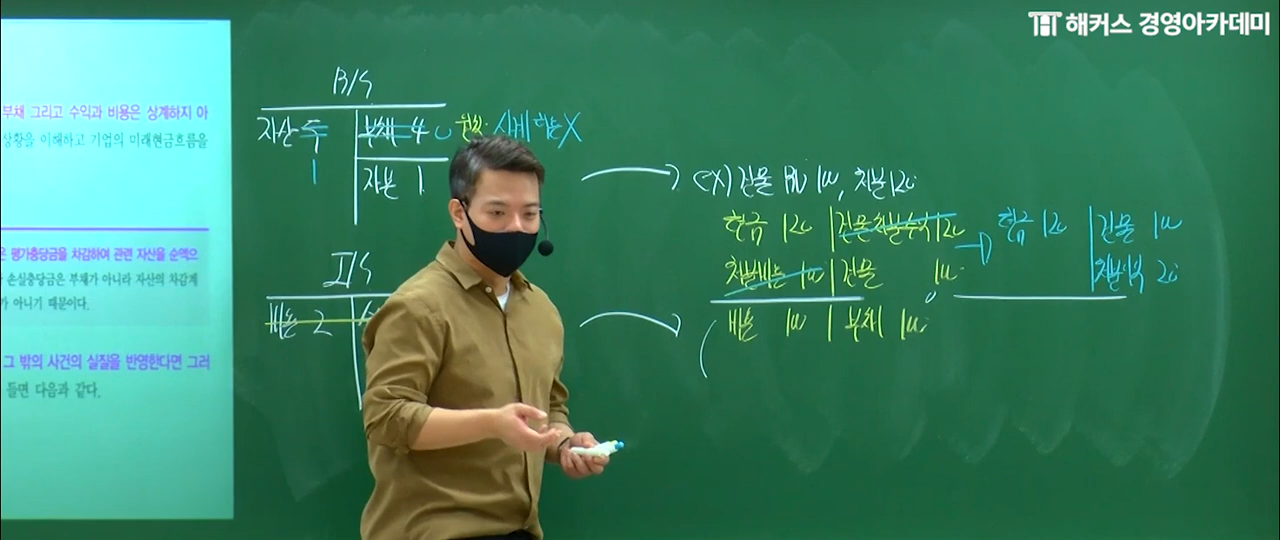 해커스 경영아카데미
부채 그리고 수익과 비용은 상계하지 아
상황을 이해하고 기업의 미래현금흐름을
은 평가충당금을 차감하여 관련 자산을 순액으
손실충당금은 부채가 아니라 자산의 차감계
가 아니기 때문이다.
그 밖의 사건의 실질을 반영한다면 그러
들면 다음과 같다.
B/S
자산 5 부채 4 0 원칙: 상계 허용 X
1 자본 1
I/S
비용 2
ex) 건물 BV 100, 처분 120
현금 120 건물처분수익 120
처분비용 100 건물 100
현금 120 건물 100
처분이익 20
비용 100 부채 100